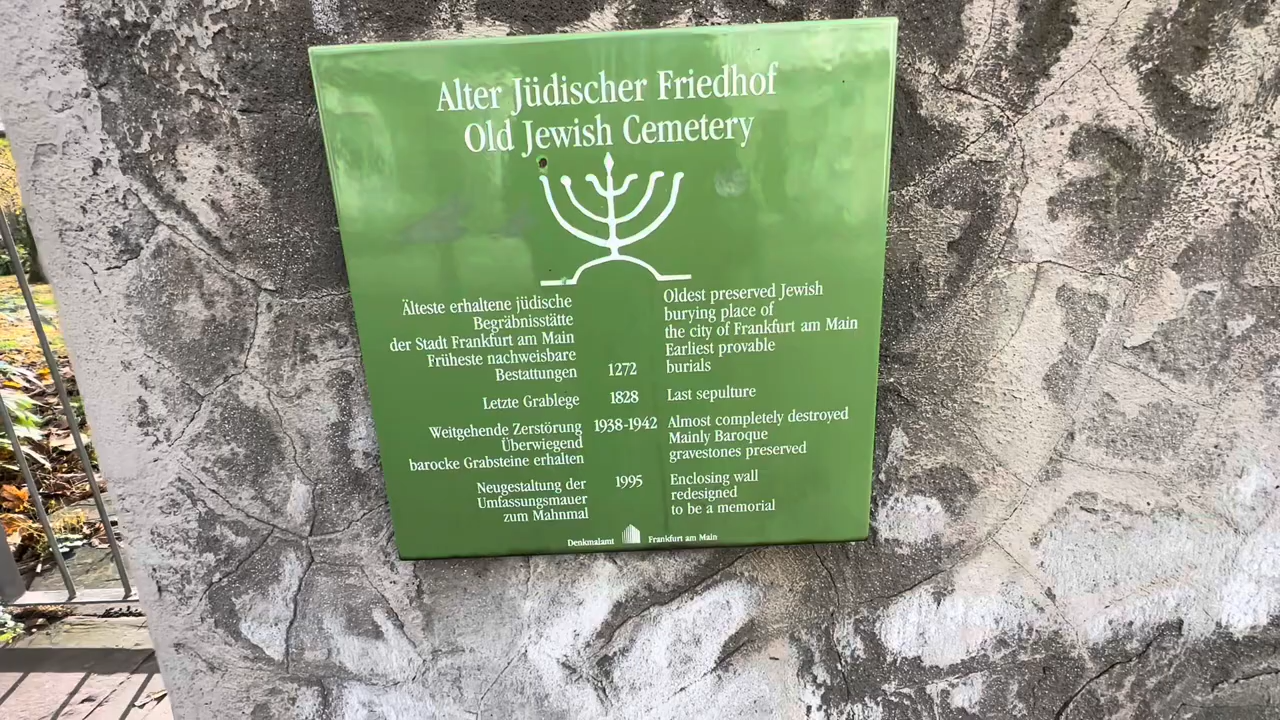 Alter Jüdischer Friedhof
Old Jewish Cemetery
Älteste erhaltene jüdische
Begräbnisstätte
der Stadt Frankfurt am Main
Früheste nachweisbare
Bestattungen
1272
Oldest preserved Jewish
burying place of
the city of Frankfurt am Main
Earliest provable
burials
Letzte Grablege
1828
Last sepulture
Weitgehende Zerstörung
Überwiegend
barocke Grabsteine erhalten
1938-1942
Almost completely destroyed
Mainly Baroque
gravestones preserved
Neugestaltung der
Umfassungsmauer
zum Mahnmal
1995
Enclosing wall
redesigned
to be a memorial
Denkmalamt Frankfurt am Main